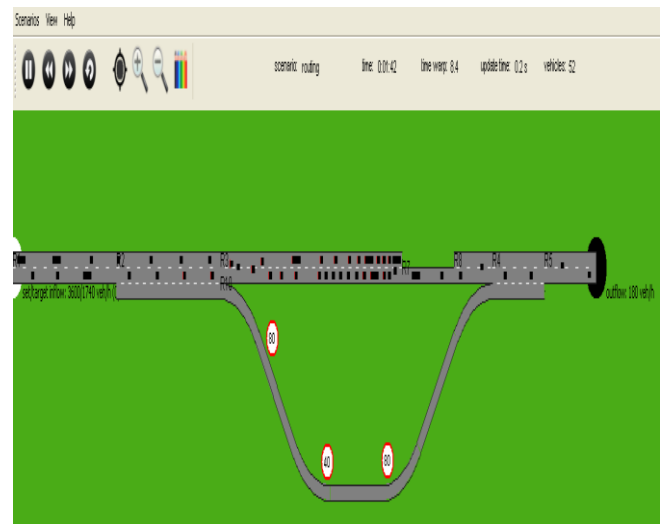 Scenarios View Help
scenario: routing time: 0:01:42 time warp: 8.4 update time: 0.2 s vehicles: 52
R2 R3 R7 R8 R4 R5
R10
set/target inflow: 3600/1740 veh/h outflow: 180 veh/h
80
40 80